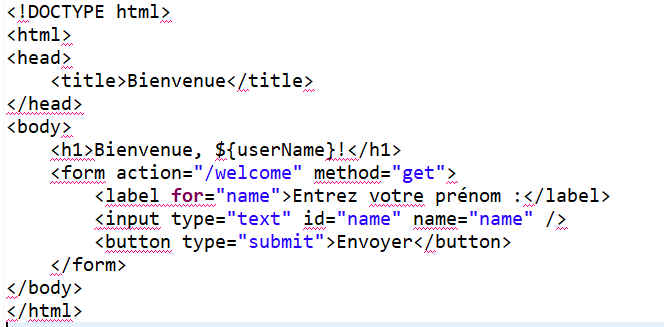 <!DOCTYPE html>
<html>
<head>
    <title>Bienvenue</title>
</head>
<body>
    <h1>Bienvenue, ${userName}!</h1>
    <form action="/welcome" method="get">
        <label for="name">Entrez votre prénom :</label>
        <input type="text" id="name" name="name" />
        <button type="submit">Envoyer</button>
    </form>
</body>
</html>